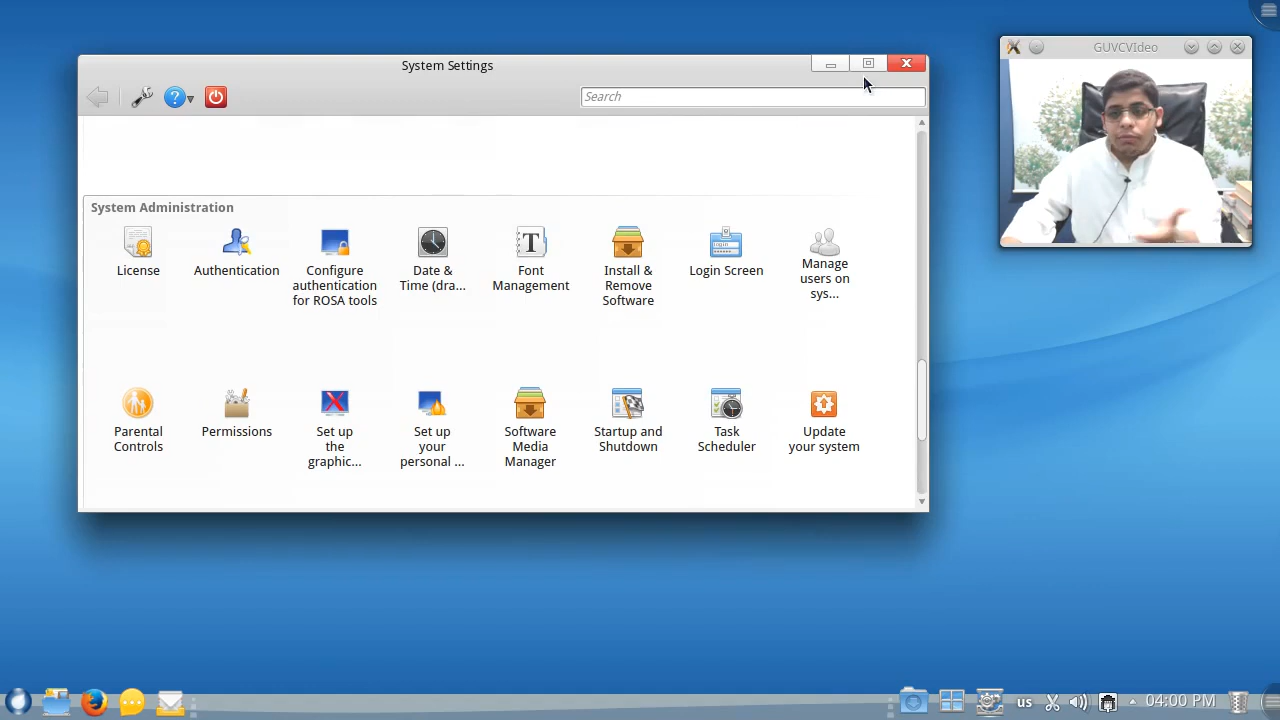 System Settings
GUVCVIdeo
Search
System Administration
License
Authentication
Configure
authentication
for ROSA tools
Date &
Time (dra...
Font
Management
Install &
Remove
Software
Login Screen
Manage
users on
sys...
Parental
Controls
Permissions
Set up
the
graphic...
Set up
your
personal ...
Software
Media
Manager
Startup and
Shutdown
Task
Scheduler
Update
your system
us
04:00 PM